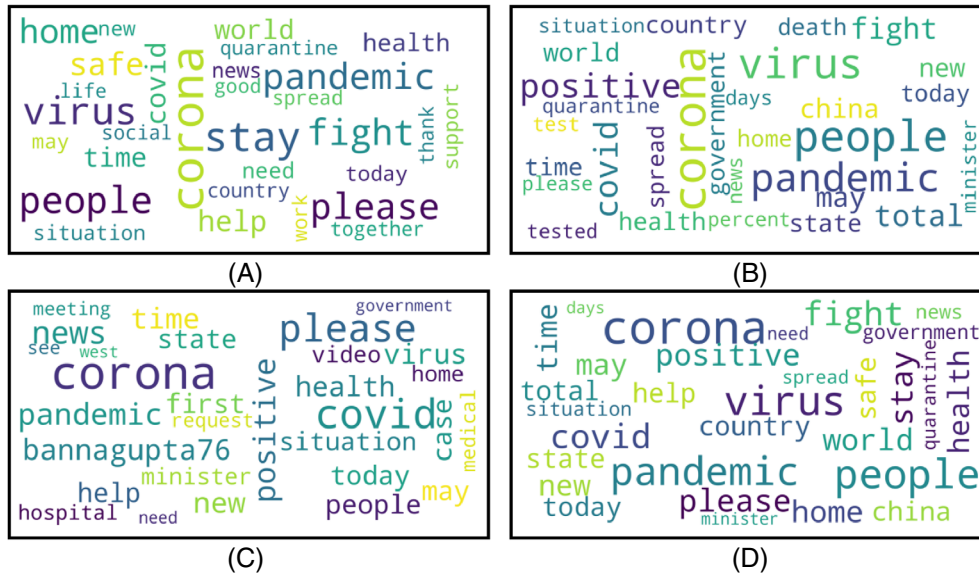 home new
world
quarantine
health
safe
covid
corona
news
pandemic
good
life
spread
virus
social
stay
fight
thank
support
may
time
need
today
people
country
please
help
work
together
situation
(A)
situation
country
death
fight
world
virus
new
positive
corona
government
days
today
quarantine
china
test
covid
spread
home
people
time
news
pandemic
minister
please
may
health
percent
state
total
tested
(B)
meeting
government
news
time
please
see
west
state
video
virus
corona
home
positive
health
pandemic
first
covid
case
medical
request
bannagupta76
situation
minister
today
help
new
people
may
hospital
need
(C)
time
days
corona
need
fight
news
government
positive
may
stay
quarantine
health
total
help
spread
safe
situation
virus
covid
country
world
state
pandemic
people
new
please
today
minister
home
china
(D)